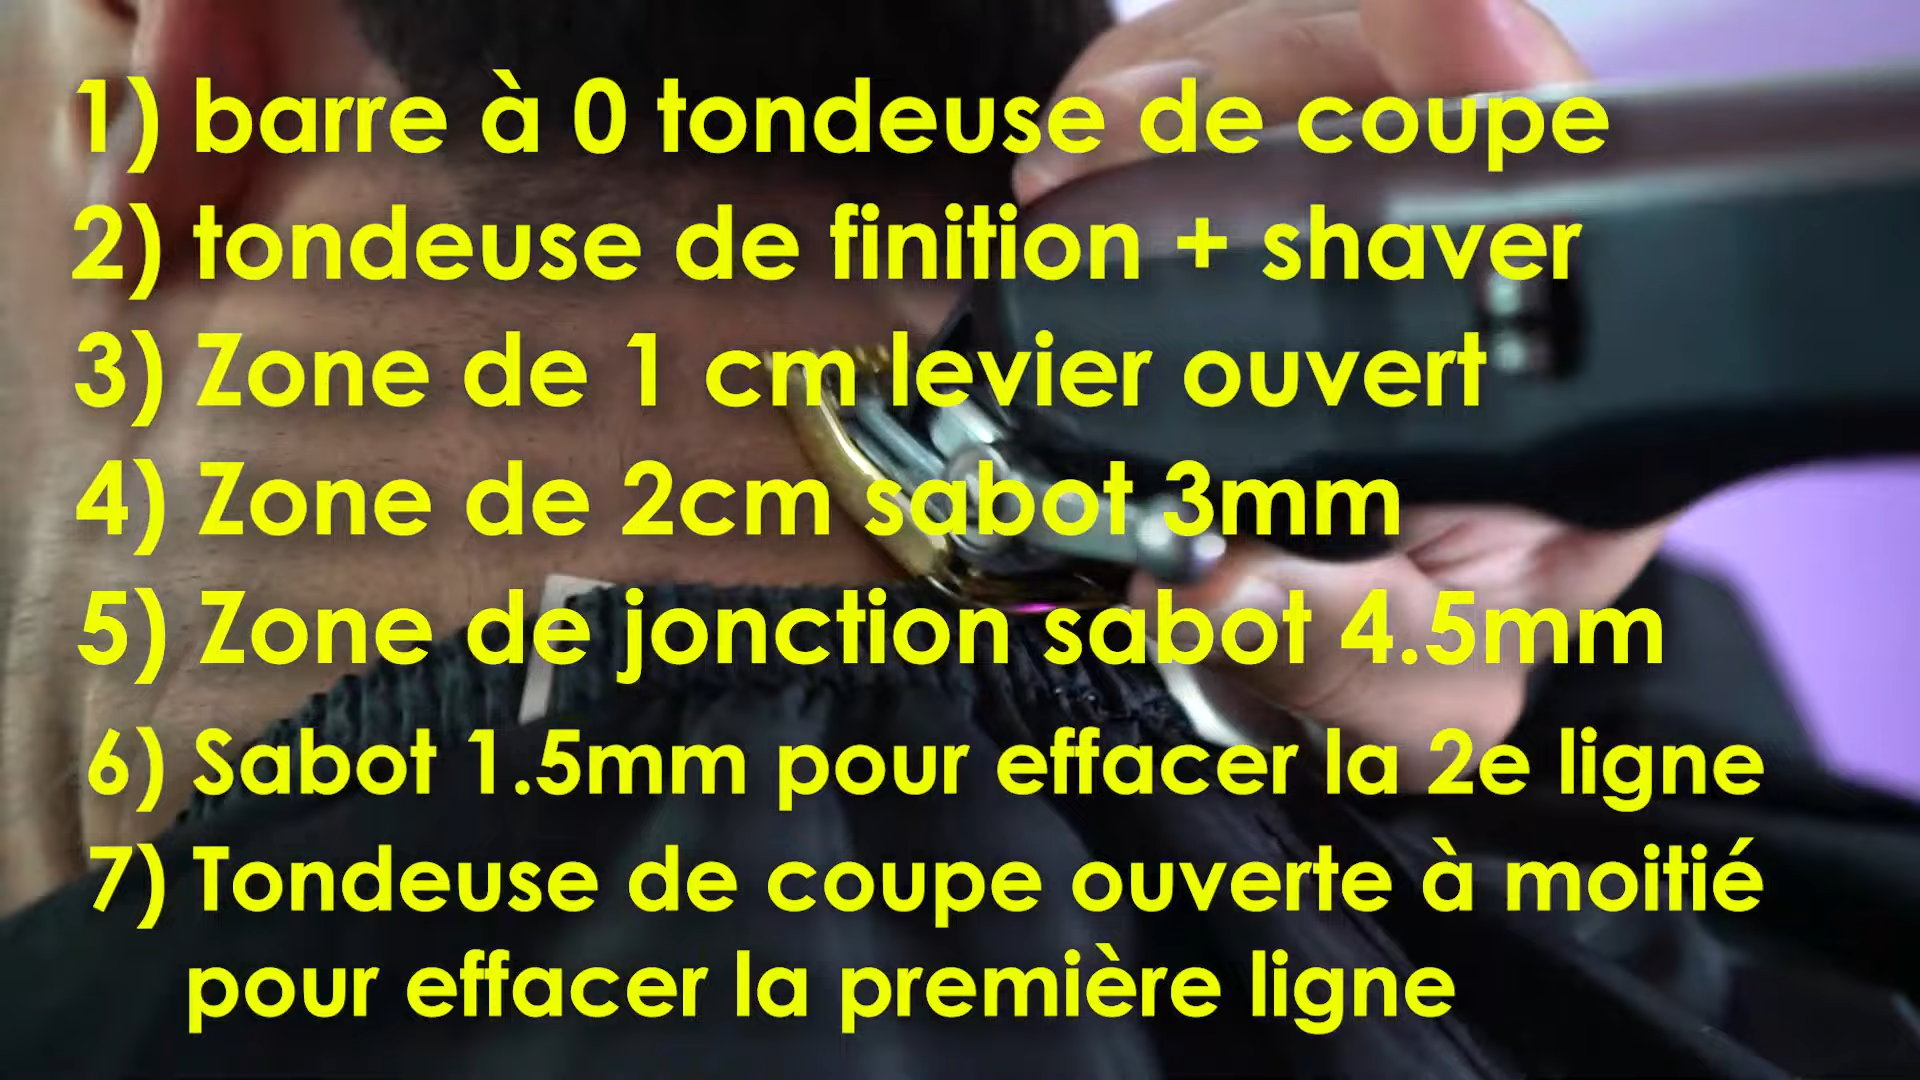 1) barre à 0 tondeuse de coupe
2) tondeuse de finition + shaver
3) Zone de 1 cm levier ouvert
4) Zone de 2cm sabot 3mm
5) Zone de jonction sabot 4.5mm
6) Sabot 1.5mm pour effacer la 2e ligne
7) Tondeuse de coupe ouverte à moitié
pour effacer la première ligne